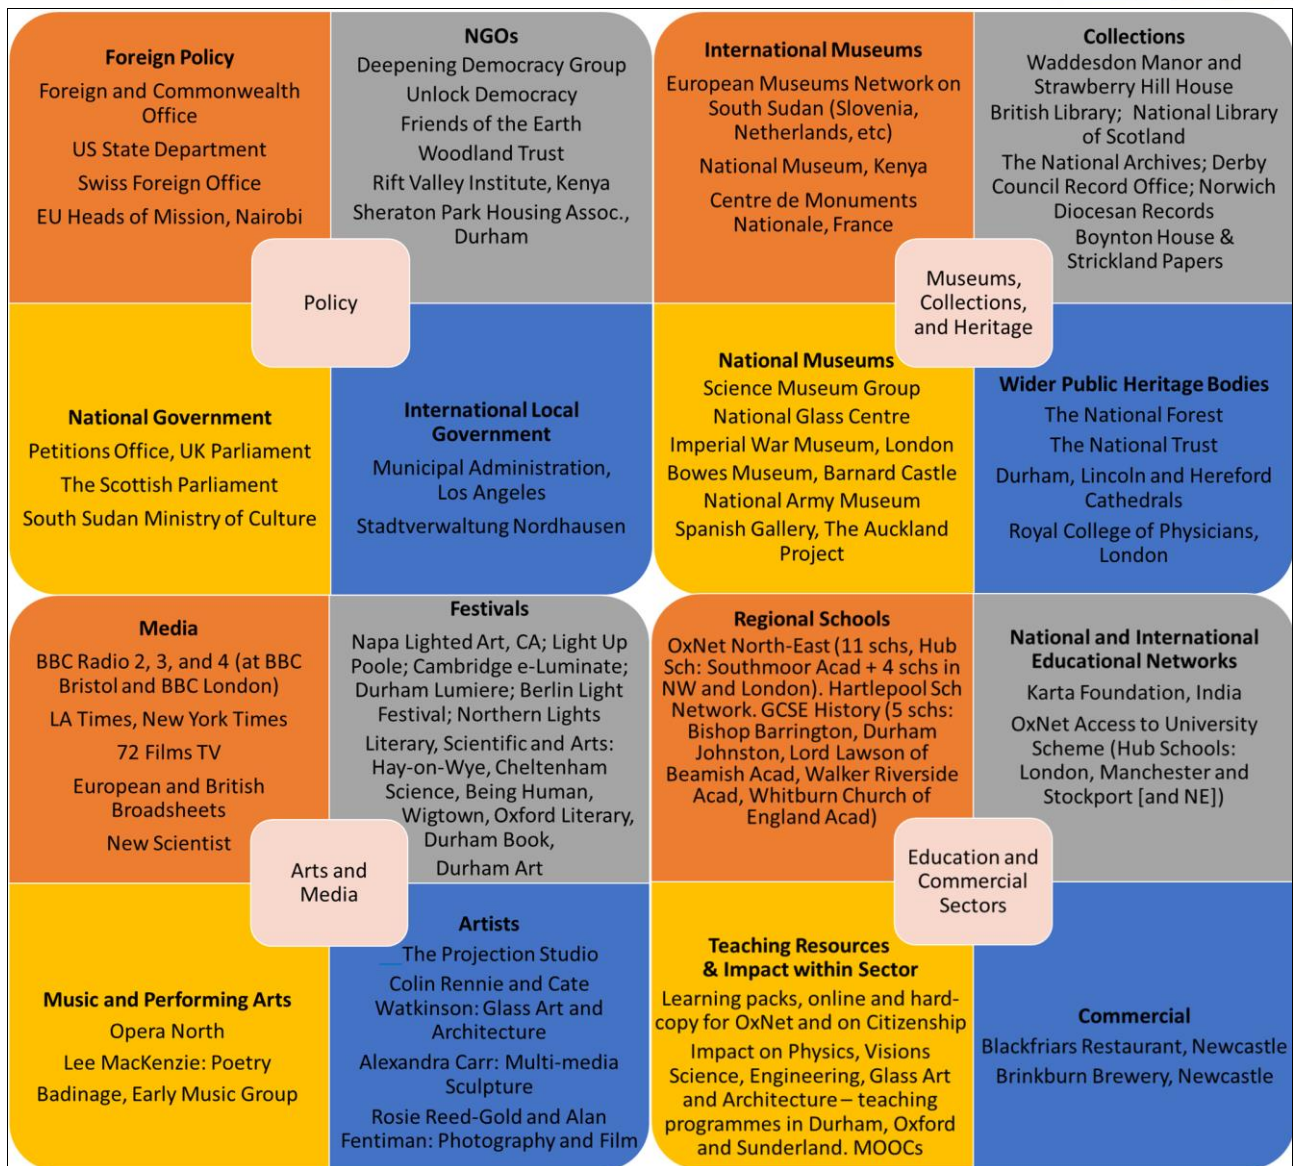 Foreign Policy
Foreign and Commonwealth
Office
US State Department
Swiss Foreign Office
EU Heads of Mission, Nairobi
NGOs
Deepening Democracy Group
Unlock Democracy
Friends of the Earth
Woodland Trust
Rift Valley Institute, Kenya
Sheraton Park Housing Assoc.,
Durham
Policy
National Government
Petitions Office, UK Parliament
The Scottish Parliament
South Sudan Ministry of Culture
International Local
Government
Municipal Administration,
Los Angeles
Stadtverwaltung Nordhausen
International Museums
European Museums Network on
South Sudan (Slovenia,
Netherlands, etc)
National Museum, Kenya
Centre de Monuments
Nationale, France
Collections
Waddesdon Manor and
Strawberry Hill House
British Library;  National Library
of Scotland
The National Archives; Derby
Council Record Office; Norwich
Diocesan Records
Boynton House &
Strickland Papers
Museums,
Collections,
and Heritage
National Museums
Science Museum Group
National Glass Centre
Imperial War Museum, London
Bowes Museum, Barnard Castle
National Army Museum
Spanish Gallery, The Auckland
Project
Wider Public Heritage Bodies
The National Forest
The National Trust
Durham, Lincoln and Hereford
Cathedrals
Royal College of Physicians,
London
Media
BBC Radio 2, 3, and 4 (at BBC
Bristol and BBC London)
LA Times, New York Times
72 Films TV
European and British
Broadsheets
New Scientist
Festivals
Napa Lighted Art, CA; Light Up
Poole; Cambridge e-Luminate;
Durham Lumiere; Berlin Light
Festival; Northern Lights
Literary, Scientific and Arts:
Hay-on-Wye, Cheltenham
Science, Being Human,
Wigtown, Oxford Literary,
Durham Book,
Durham Art
Arts and
Media
Music and Performing Arts
Opera North
Lee MacKenzie: Poetry
Badinage, Early Music Group
Artists
The Projection Studio
Colin Rennie and Cate
Watkinson: Glass Art and
Architecture
Alexandra Carr: Multi-media
Sculpture
Rosie Reed-Gold and Alan
Fentiman: Photography and Film
Regional Schools
OxNet North-East (11 schs, Hub
Sch: Southmoor Acad + 4 schs in
NW and London). Hartlepool Sch
Network. GCSE History (5 schs:
Bishop Barrington, Durham
Johnston, Lord Lawson of
Beamish Acad, Walker Riverside
Acad, Whitburn Church of
England Acad)
National and International
Educational Networks
Karta Foundation, India
OxNet Access to University
Scheme (Hub Schools:
London, Manchester and
Stockport [and NE])
Education and
Commercial
Sectors
Teaching Resources
& Impact within Sector
Learning packs, online and hard-
copy for OxNet and on Citizenship
Impact on Physics, Visions
Science, Engineering, Glass Art
and Architecture – teaching
programmes in Durham, Oxford
and Sunderland. MOOCs
Commercial
Blackfriars Restaurant, Newcastle
Brinkburn Brewery, Newcastle